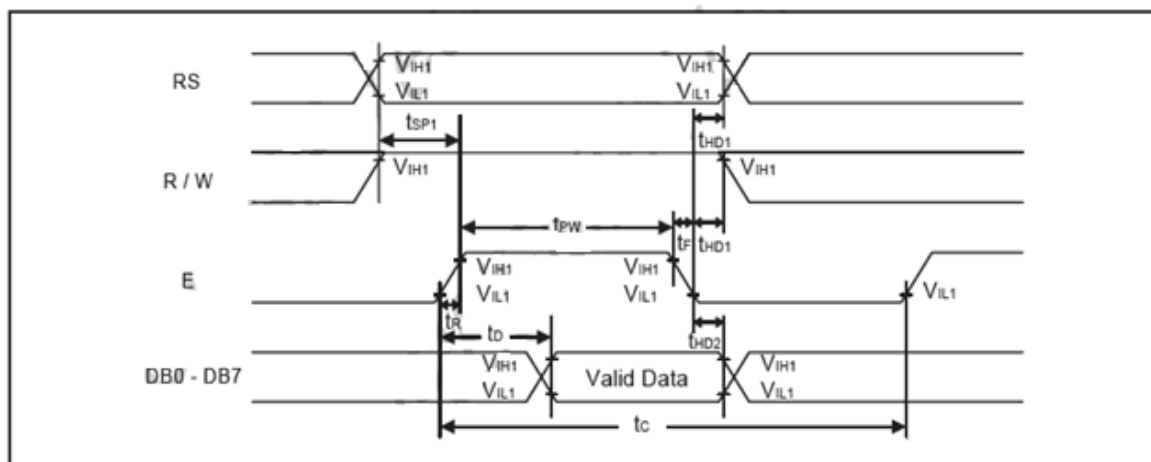 RS
VIH1
VIH1
VIL1
VIL1
tSP1
tHD1
R / W
VIH1
VIH1
tPW
tF
tHD1
E
VIH1
VIH1
VIL1
VIL1
VIL1
tR
tD
tHD2
DB0 - DB7
VIH1
Valid Data
VIH1
VIL1
VIL1
tC